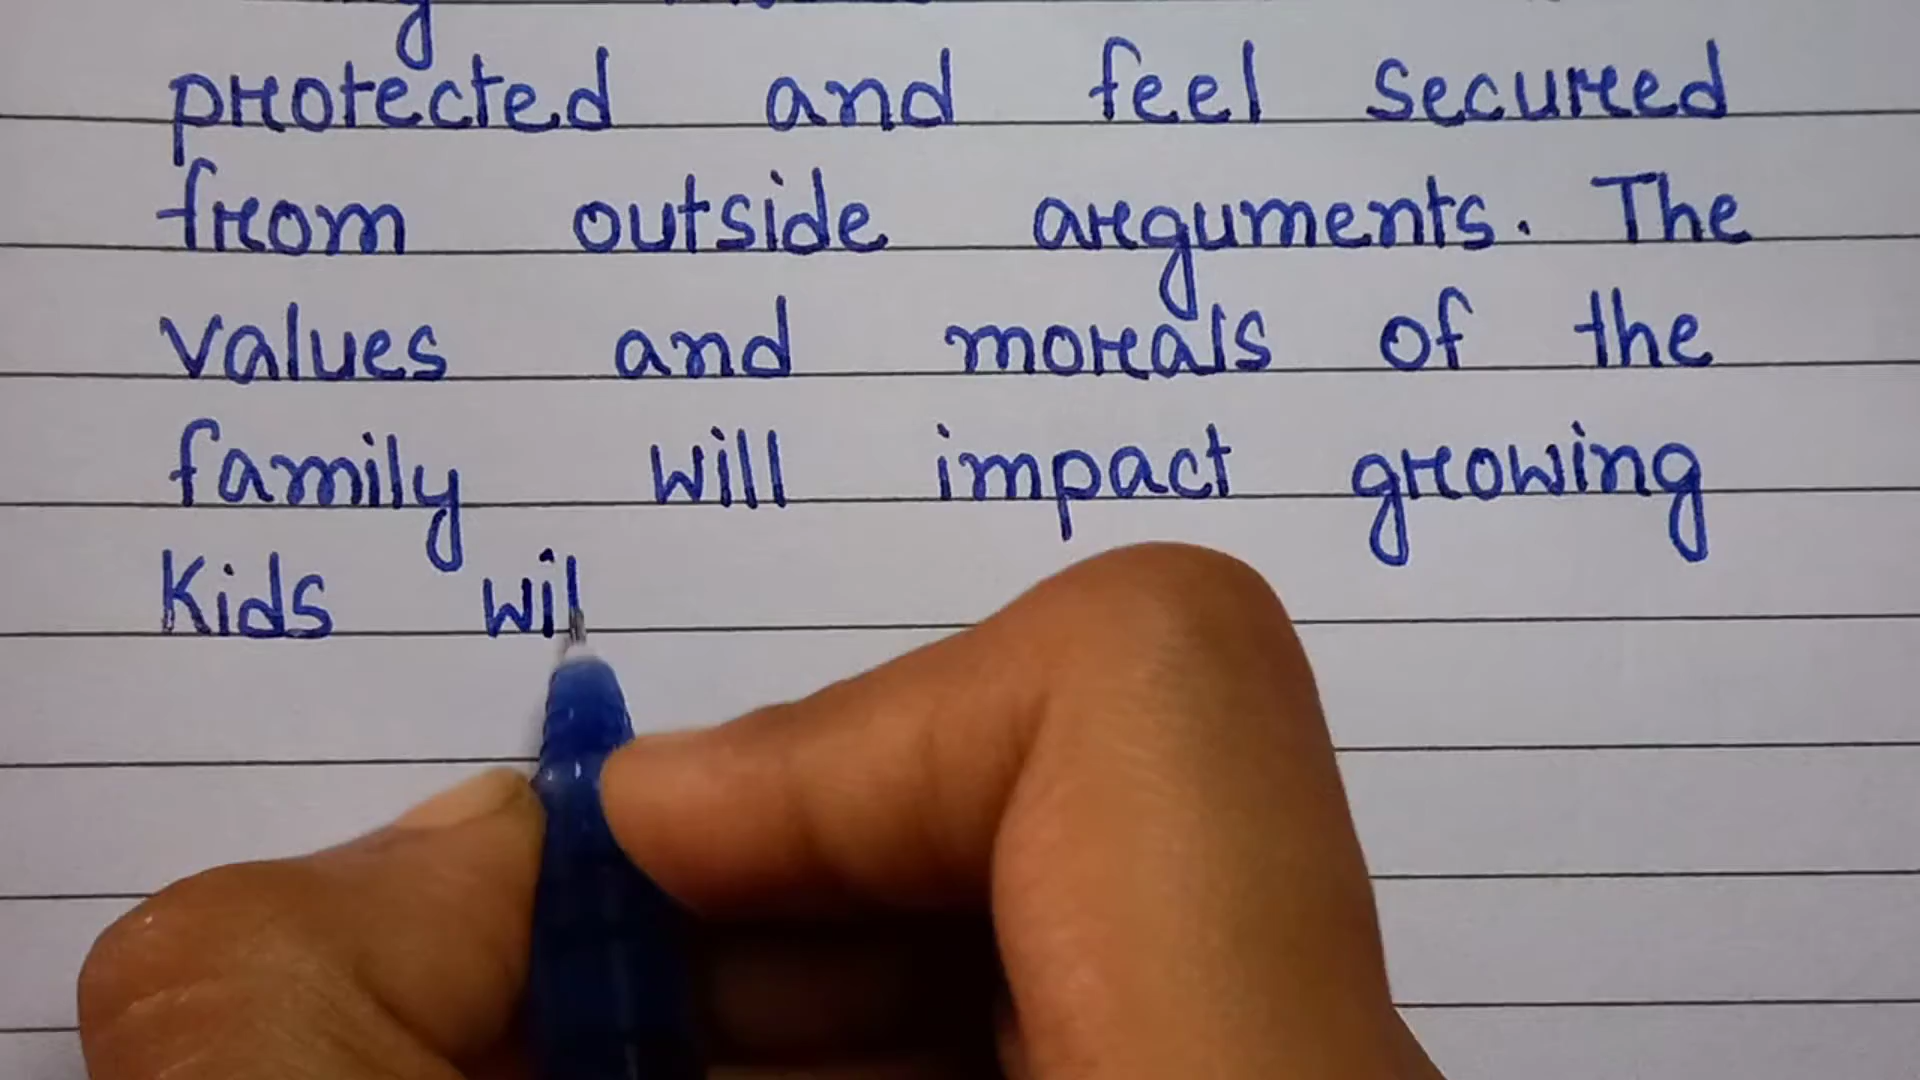 protected and feel secured
from outside arguments. The
values and morals of the
family will impact growing
Kids wil